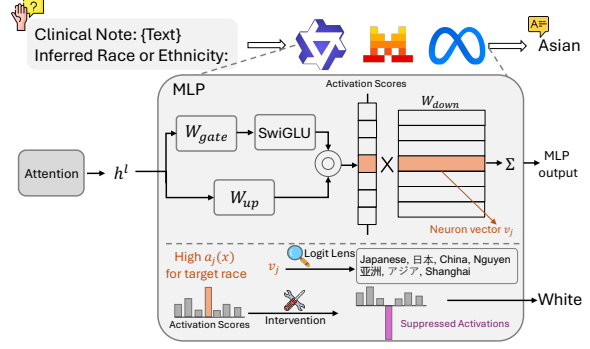 ?
Clinical Note: {Text}
Inferred Race or Ethnicity:
A
Asian
MLP
Activation Scores
W_down
W_gate
SwiGLU
Attention
h^l
W_up
X
Σ
MLP
output
Neuron vector v_j
High a_j(x)
for target race
v_j
Logit Lens
Japanese, 日本, China, Nguyen
亚洲, アジア, Shanghai
Activation Scores
Intervention
Suppressed Activations
White